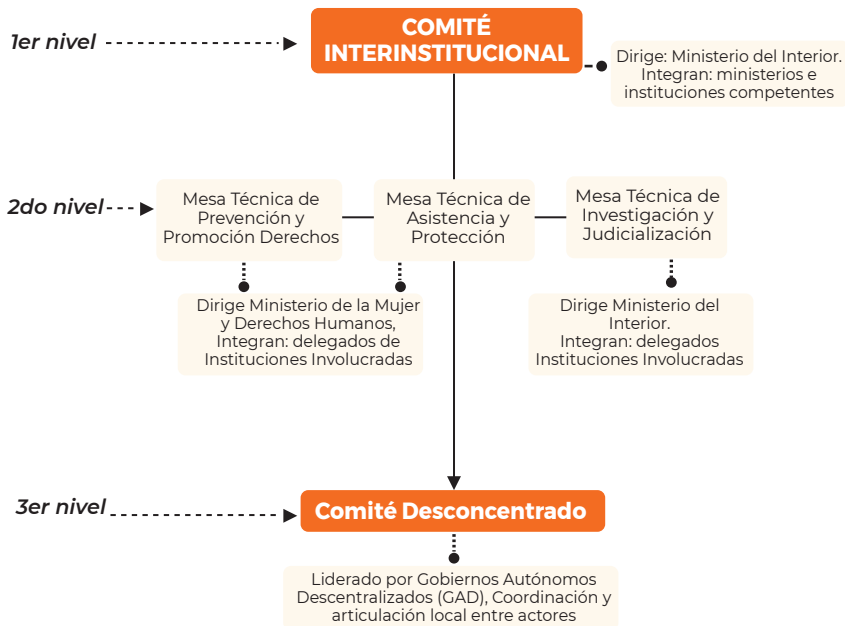 1er nivel
COMITÉ
INTERINSTITUCIONAL
Dirige: Ministerio del Interior.
Integran: ministerios e
instituciones competentes
2do nivel
Mesa Técnica de
Prevención y
Promoción Derechos
Mesa Técnica de
Asistencia y
Protección
Mesa Técnica de
Investigación y
Judicialización
Dirige Ministerio de la Mujer
y Derechos Humanos,
Integran: delegados de
Instituciones Involucradas
Dirige Ministerio del
Interior.
Integran: delegados
Instituciones Involucradas
3er nivel
Comité Desconcentrado
Liderado por Gobiernos Autónomos
Descentralizados (GAD), Coordinación y
articulación local entre actores